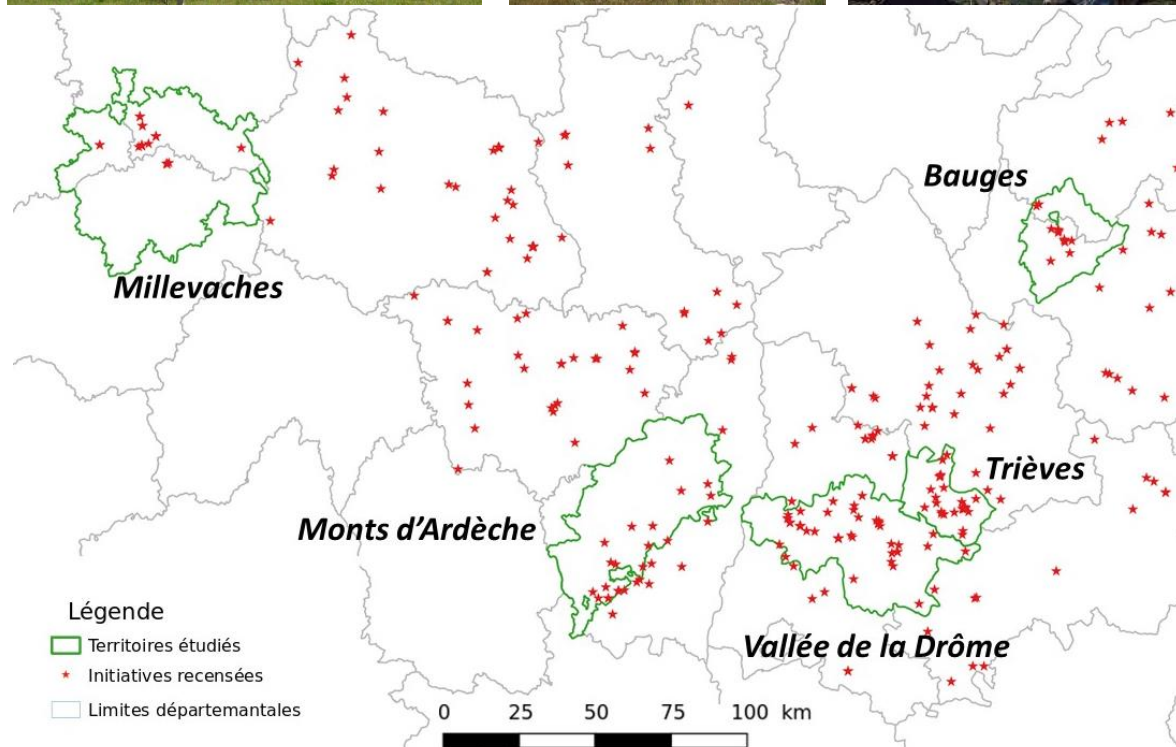 Bauges
Millevaches
Trièves
Monts d'Ardèche
Vallée de la Drôme
Légende
Territoires étudiés
Initiatives recensées
Limites départemantales
0 25 50 75 100 km